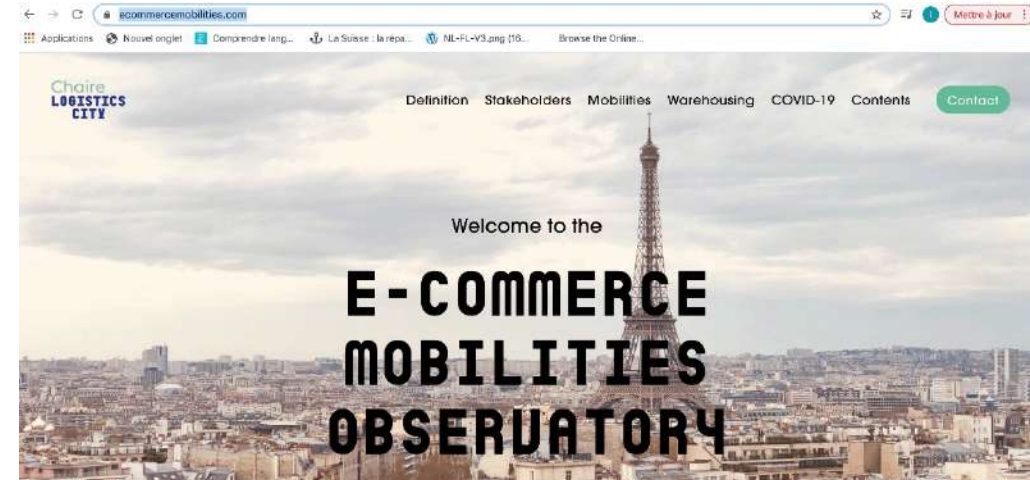 ecommercemobilities.com
Mettre à jour
Applications Nouvel onglet Comprendre lang... La Suisse : la répa... NL-FL-V3.png (16... Browse the Online...
Chaire
LOGISTICS
CITY
Definition Stakeholders Mobilities Warehousing COVID-19 Contents Contact
Welcome to the
E-COMMERCE
MOBILITIES
OBSERVATORY